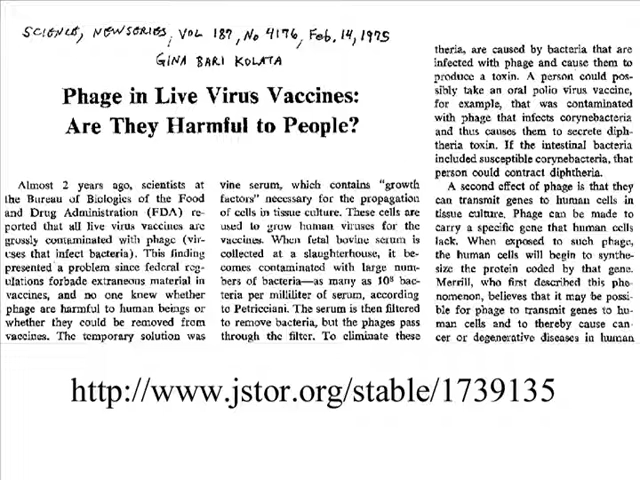 SCIENCE, NEW SERIES, VOL 187, No 4176, Feb. 14, 1975
GINA BARI KOLATA
Phage in Live Virus Vaccines:
Are They Harmful to People?
Almost 2 years ago, scientists at
the Bureau of Biologics of the Food
and Drug Administration (FDA) re-
ported that all live virus vaccines are
grossly contaminated with phage (vir-
uses that infect bacteria). This finding
presented a problem since federal reg-
ulations forbade extraneous material in
vaccines, and no one knew whether
phage are harmful to human beings or
whether they could be removed from
vaccines. The temporary solution was
vine serum, which contains "growth
factors" necessary for the propagation
of cells in tissue culture. These cells are
used to grow human viruses for the
vaccines. When fetal bovine serum is
collected at a slaughterhouse, it be-
comes contaminated with large num-
bers of bacteria—as many as 10⁸ bac-
teria per milliliter of serum, according
to Petricciani. The serum is then filtered
to remove bacteria, but the phages pass
through the filter. To eliminate these
theria, are caused by bacteria that are
infected with phage and cause them to
produce a toxin. A person could pos-
sibly take an oral polio virus vaccine,
for example, that was contaminated
with phage that infects corynebacteria
and thus causes them to secrete diph-
theria toxin. If the intestinal bacteria
included susceptible corynebacteria, that
person could contract diphtheria.
A second effect of phage is that they
can transmit genes to human cells in
tissue culture. Phage can be made to
carry a specific gene that human cells
lack. When exposed to such phage,
the human cells will begin to synthe-
size the protein coded by that gene.
Merrill, who first described this phe-
nomenon, believes that it may be possi-
ble for phage to transmit genes to hu-
man cells and to thereby cause can-
cer or degenerative diseases in human
http://www.jstor.org/stable/1739135